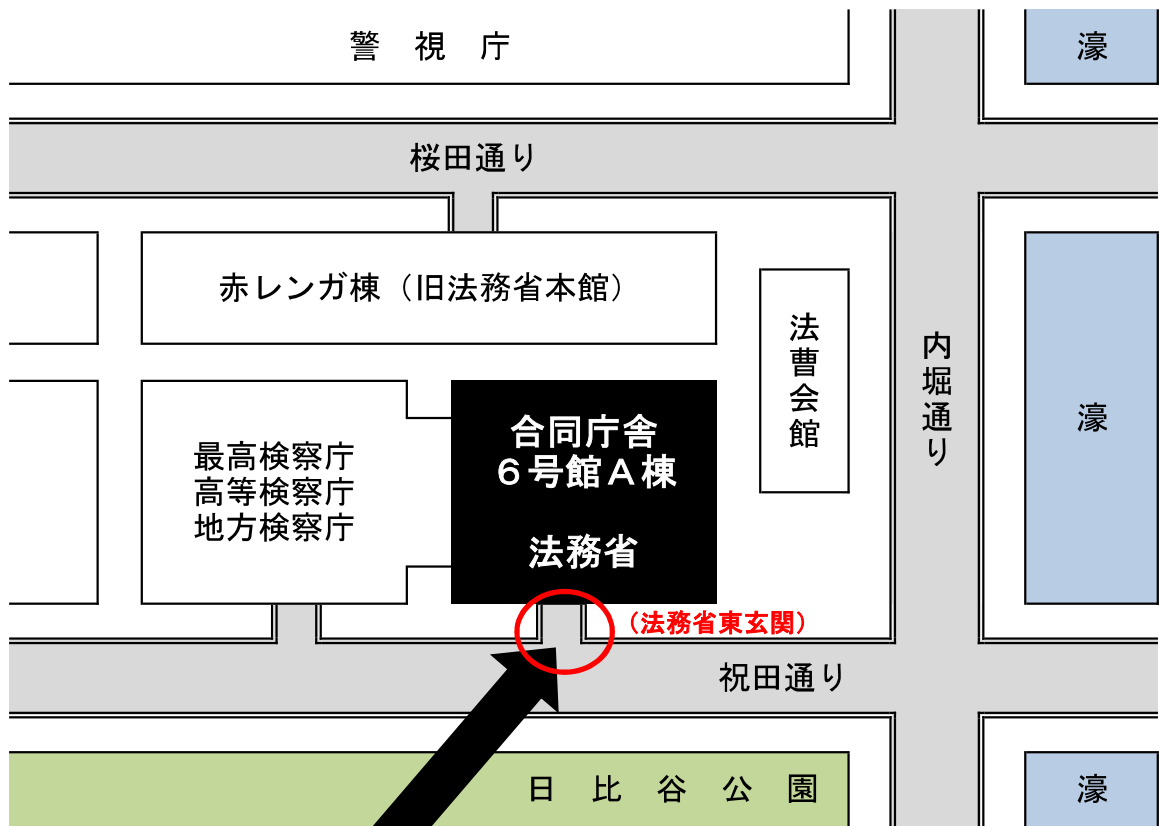 警視庁
濠
桜田通り
赤レンガ棟（旧法務省本館）
法曹会館
内堀通り
濠
合同庁舎
６号館Ａ棟
法務省
最高検察庁
高等検察庁
地方検察庁
（法務省東玄関）
祝田通り
日比谷公園
濠